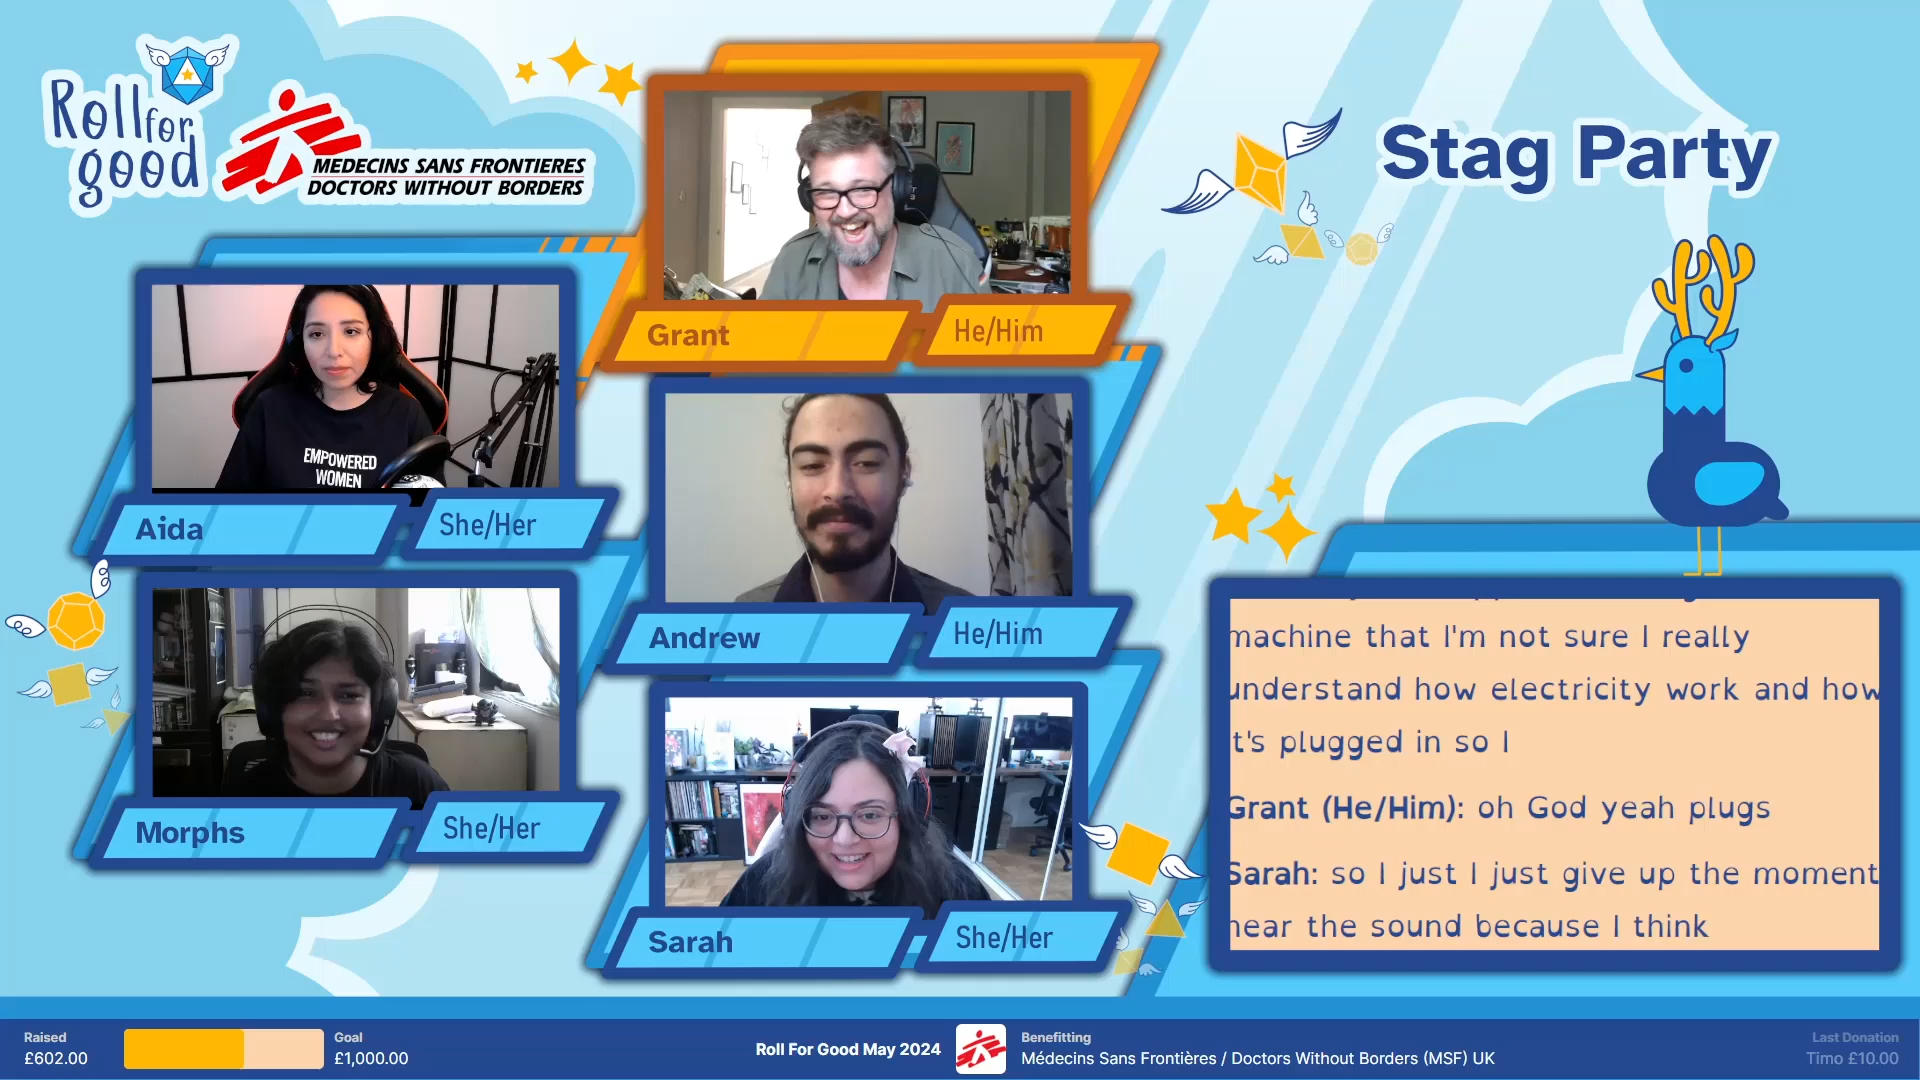 Roll for
good
MEDECINS SANS FRONTIERES
DOCTORS WITHOUT BORDERS
Stag Party
Grant
He/Him
EMPOWERED
WOMEN
Aida
She/Her
Andrew
He/Him
Morphs
She/Her
Sarah
She/Her
machine that I'm not sure I really
understand how electricity work and how
t's plugged in so I
Grant (He/Him): oh God yeah plugs
Sarah: so I just I just give up the moment
hear the sound because I think
Raised
£602.00
Goal
£1,000.00
Roll For Good May 2024
Benefitting
Médecins Sans Frontières / Doctors Without Borders (MSF) UK
Last Donation
Timo £10.00